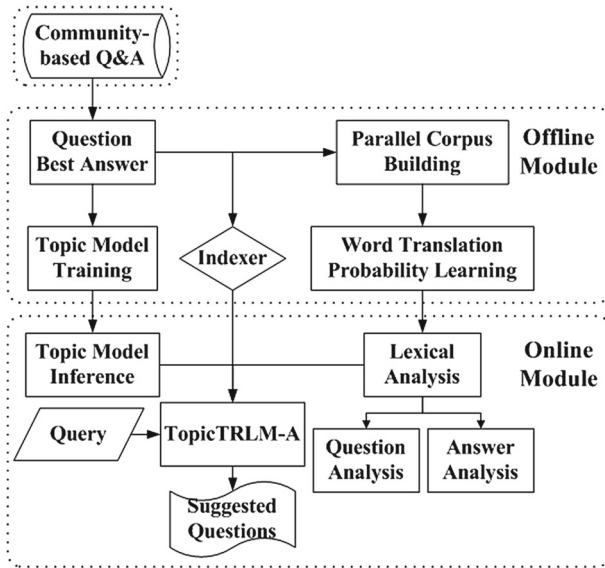 Community-
based Q&A
Question
Best Answer
Parallel Corpus
Building
Offline
Module
Topic Model
Training
Indexer
Word Translation
Probability Learning
Topic Model
Inference
Lexical
Analysis
Online
Module
Query
TopicTRLM-A
Question
Analysis
Answer
Analysis
Suggested
Questions